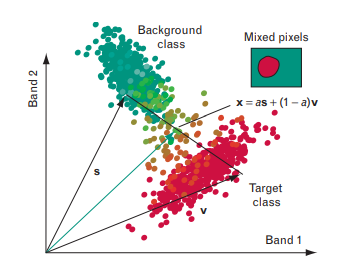 Background
class
Mixed pixels
x = as + (1 – a)v
Band 2
s
v
Target
class
Band 1